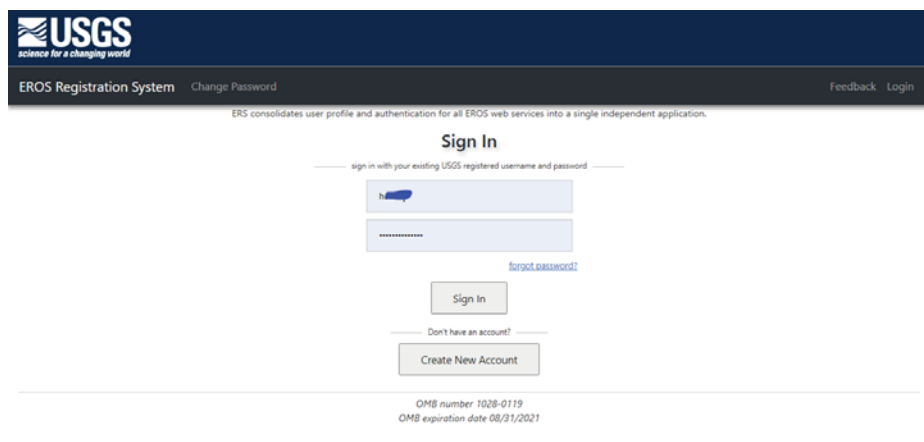 USGS
science for a changing world
EROS Registration System Change Password Feedback Login
ERS consolidates user profile and authentication for all EROS web services into a single independent application.
Sign In
sign in with your existing USGS registered username and password
h
••••••••••••••
forgot password?
Sign In
Don't have an account?
Create New Account
OMB number 1028-0119
OMB expiration date 08/31/2021